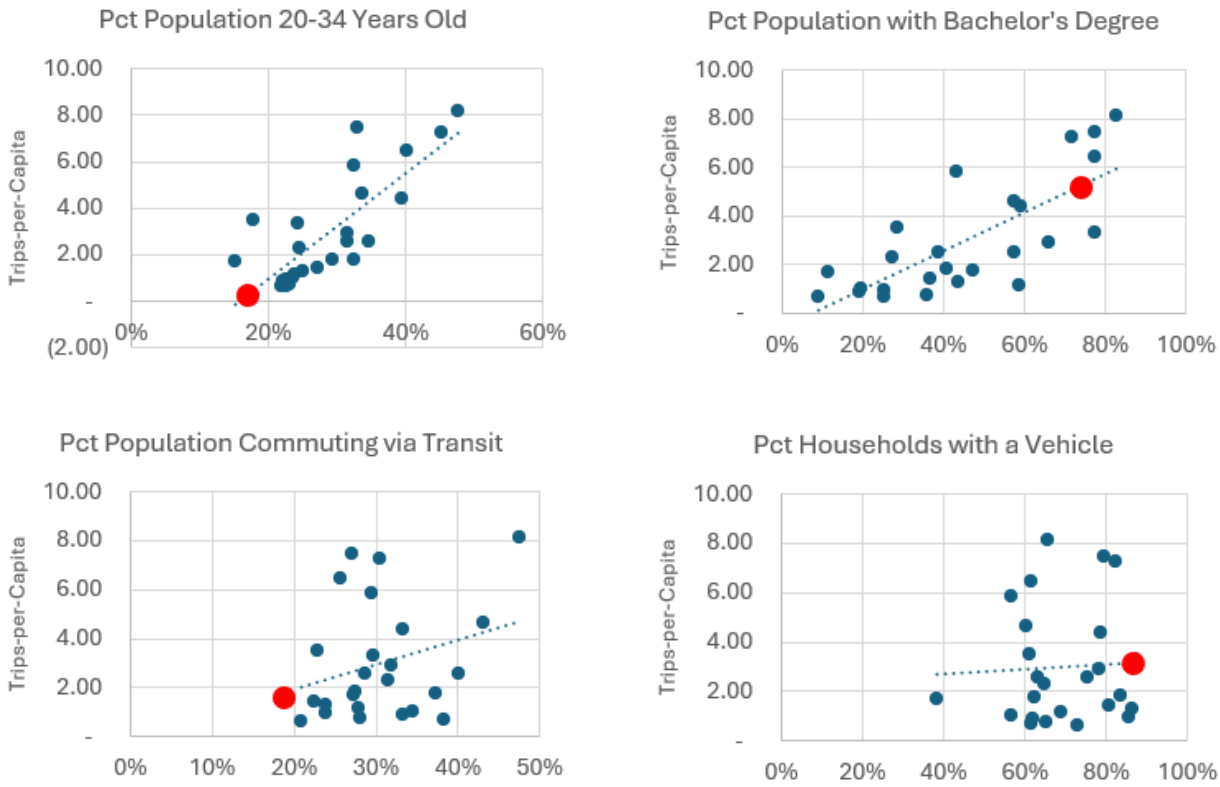 Pct Population 20-34 Years Old
Trips-per-Capita
10.00
8.00
6.00
4.00
2.00
-
(2.00)
0% 20% 40% 60%
Pct Population with Bachelor's Degree
Trips-per-Capita
10.00
8.00
6.00
4.00
2.00
-
0% 20% 40% 60% 80% 100%
Pct Population Commuting via Transit
Trips-per-Capita
10.00
8.00
6.00
4.00
2.00
-
0% 10% 20% 30% 40% 50%
Pct Households with a Vehicle
Trips-per-Capita
10.00
8.00
6.00
4.00
2.00
-
0% 20% 40% 60% 80% 100%